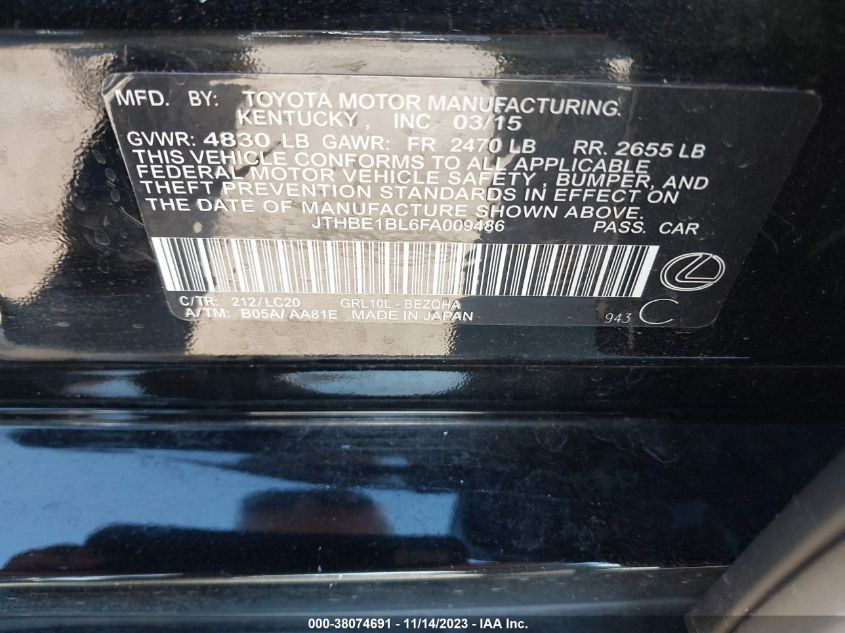 MFD. BY: TOYOTA MOTOR MANUFACTURING.
KENTUCKY, INC 03/15
GVWR: 4830 LB GAWR: FR 2470 LB RR. 2655 LB
THIS VEHICLE CONFORMS TO ALL APPLICABLE
FEDERAL MOTOR VEHICLE SAFETY, BUMPER, AND
THEFT PREVENTION STANDARDS IN EFFECT ON
THE DATE OF MANUFACTURE SHOWN ABOVE.
JTHBE1BL6FA009486 PASS. CAR
C/TR: 212/LC20 GRL10L-BEZQHA
A/TM: B05A/AA81E MADE IN JAPAN
943 C
000-38074691 - 11/14/2023 - IAA Inc.